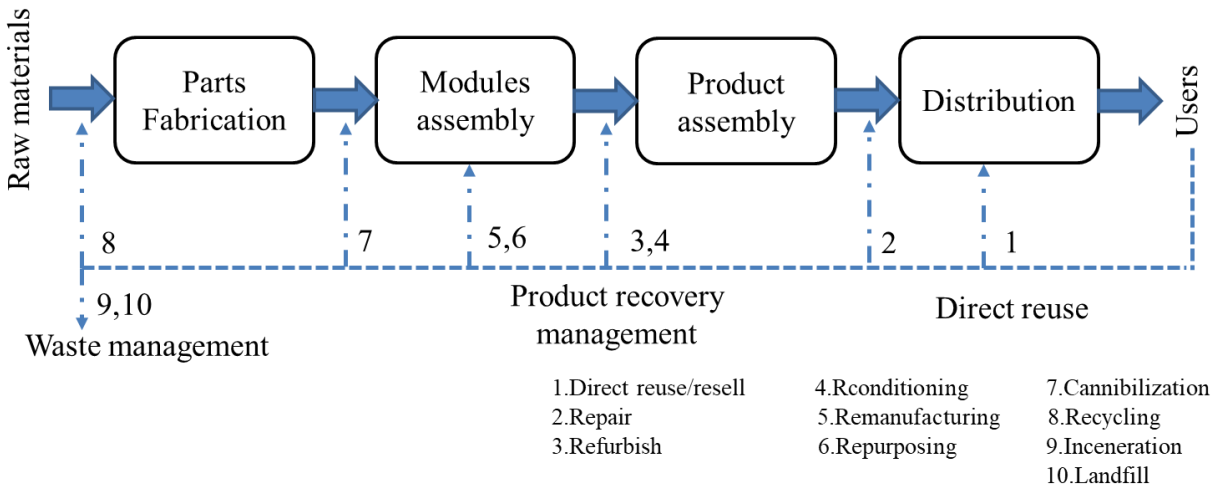 Raw materials
Parts
Fabrication
Modules
assembly
Product
assembly
Distribution
Users
8
7
5,6
3,4
2
1
9,10
Waste management
Product recovery
management
Direct reuse
1.Direct reuse/resell
2.Repair
3.Refurbish
4.Rconditioning
5.Remanufacturing
6.Repurposing
7.Cannibilization
8.Recycling
9.Inceneration
10.Landfill